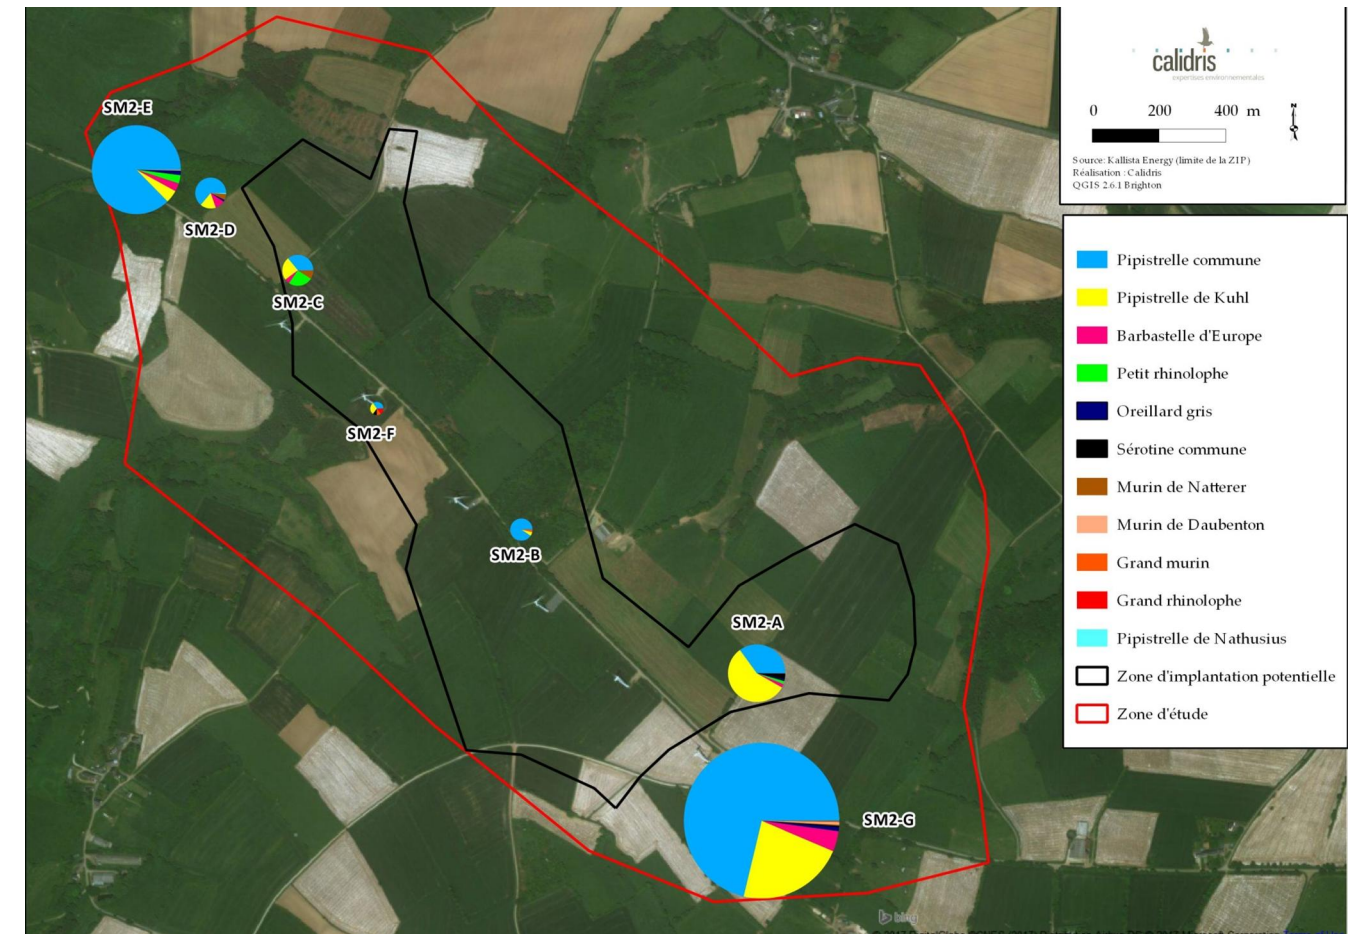 calidris
expertises environnementales
0 200 400 m
N
Source: Kallista Energy (limite de la ZIP)
Réalisation : Calidris
QGIS 2.6.1 Brighton
SM2-E
SM2-D
SM2-C
SM2-F
SM2-B
SM2-A
SM2-G
Pipistrelle commune
Pipistrelle de Kuhl
Barbastelle d'Europe
Petit rhinolophe
Oreillard gris
Sérotine commune
Murin de Natterer
Murin de Daubenton
Grand murin
Grand rhinolophe
Pipistrelle de Nathusius
Zone d'implantation potentielle
Zone d'étude
bing